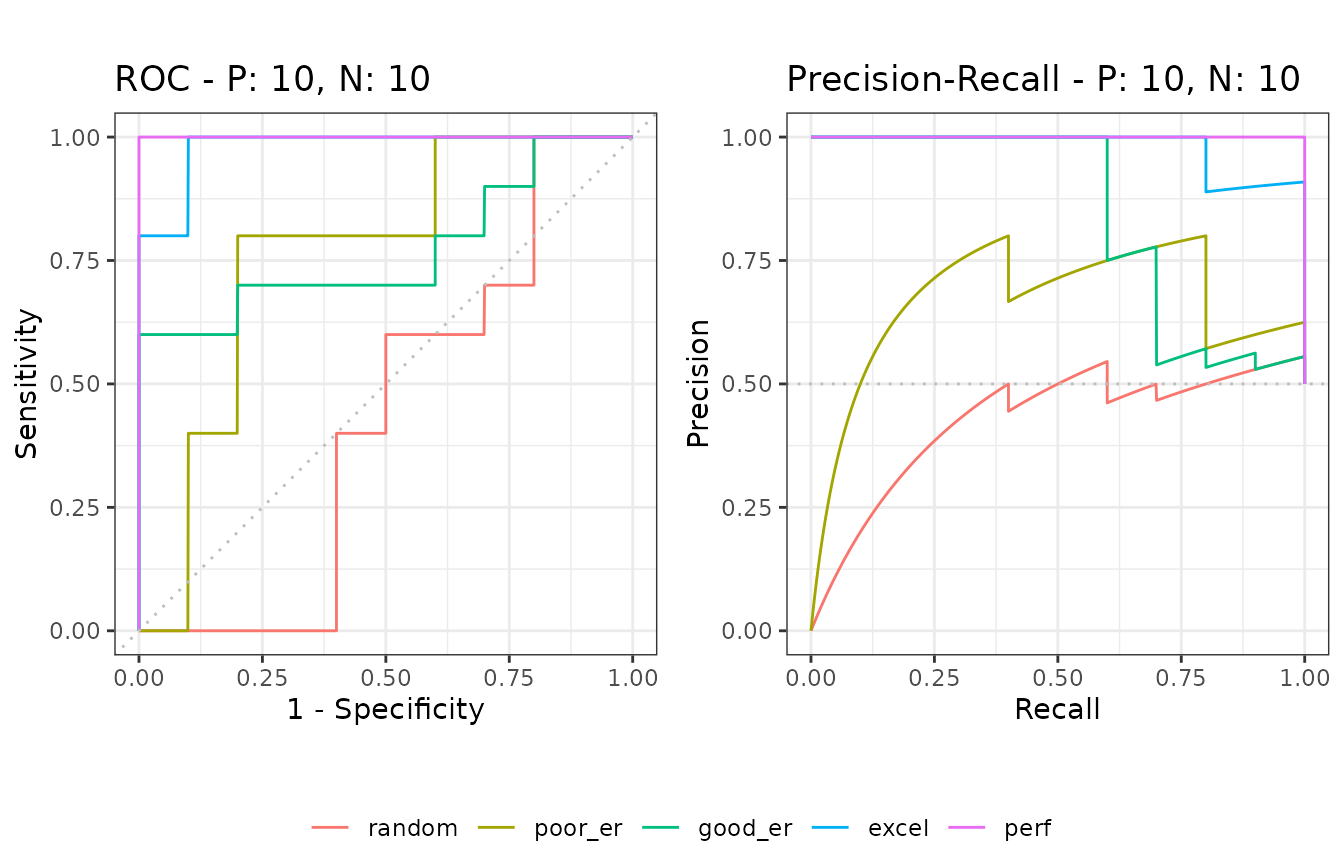 ROC - P: 10, N: 10
Sensitivity
1.00
0.75
0.50
0.25
0.00
0.00 0.25 0.50 0.75 1.00
1 - Specificity
Precision-Recall - P: 10, N: 10
Precision
1.00
0.75
0.50
0.25
0.00
0.00 0.25 0.50 0.75 1.00
Recall
random poor_er good_er excel perf